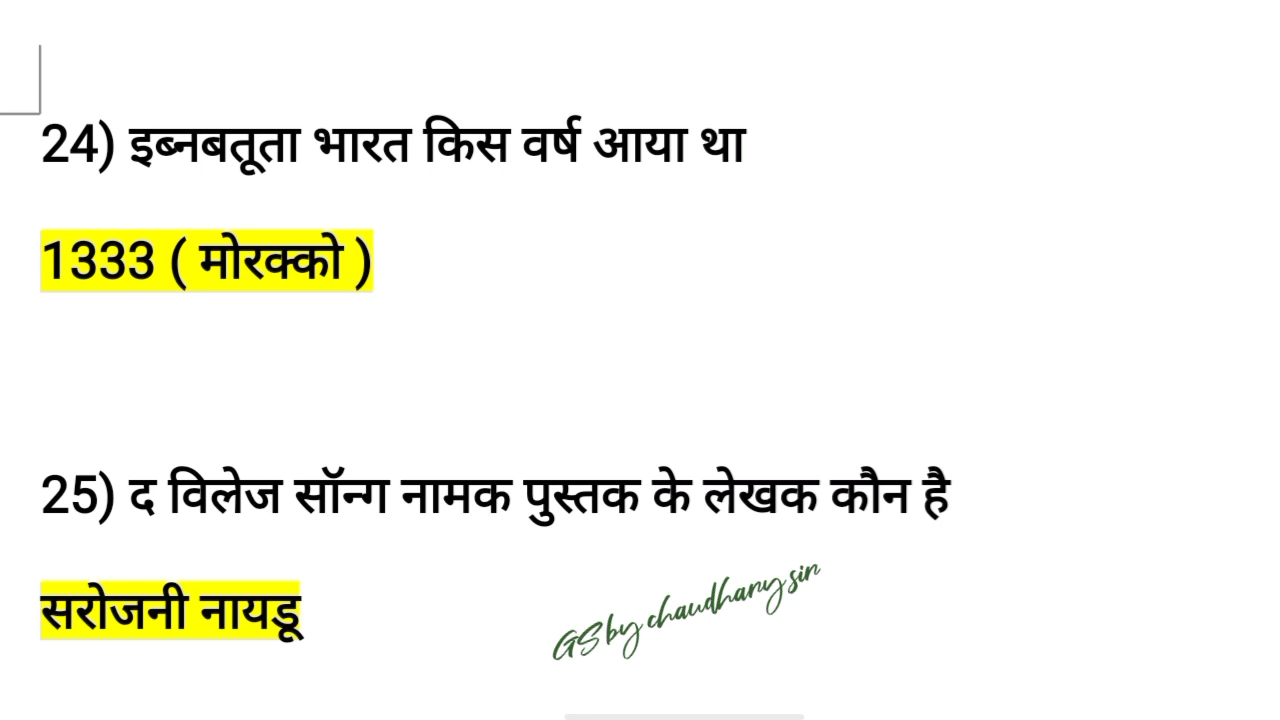 24) इब्नबतूता भारत किस वर्ष आया था
1333 ( मोरक्को )
25) द विलेज सॉन्ग नामक पुस्तक के लेखक कौन है
सरोजनी नायडू
GS by chaudhary sir